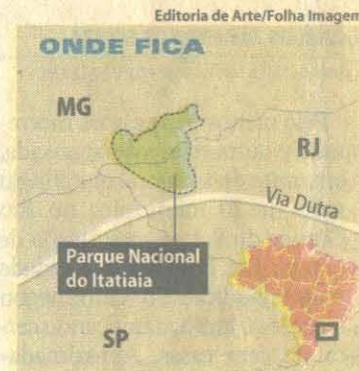 Editoria de Arte/Folha Imagem
ONDE FICA
MG
RJ
Via Dutra
Parque Nacional
do Itatiaia
SP